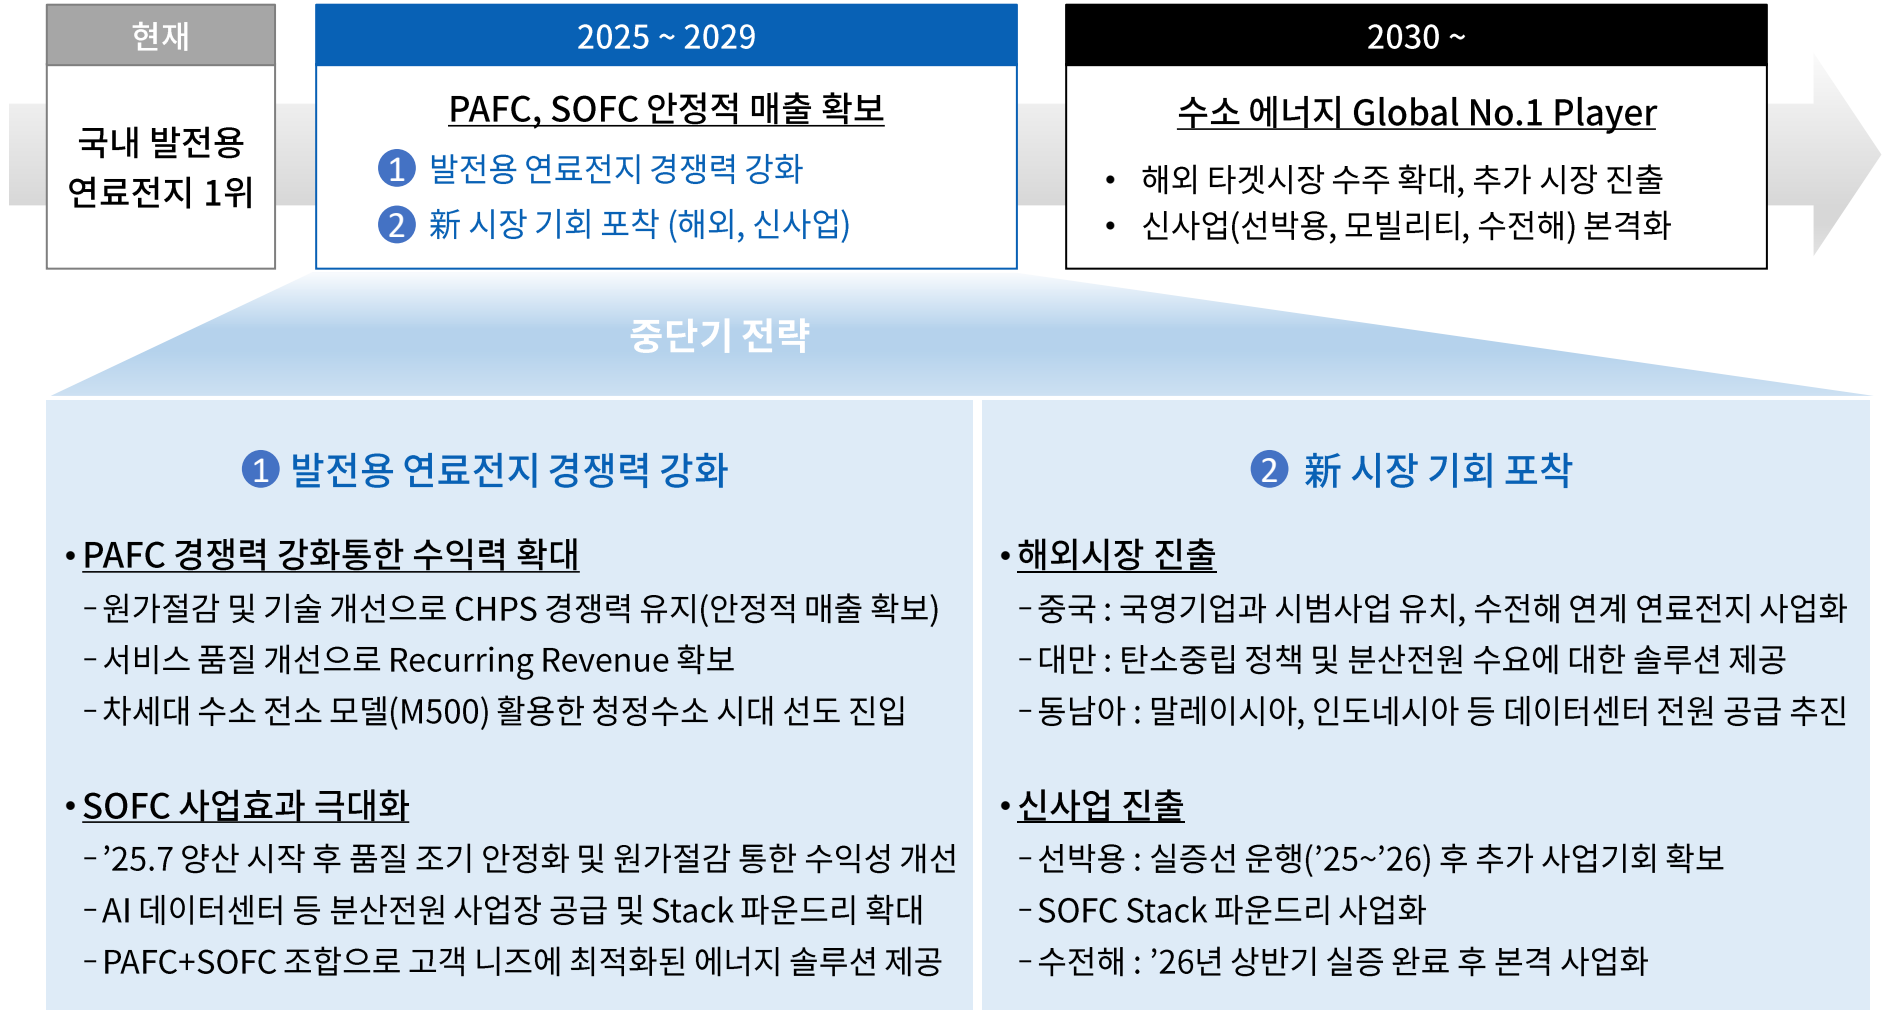 현재
국내 발전용
연료전지 1위
2025 ~ 2029
PAFC, SOFC 안정적 매출 확보
1 발전용 연료전지 경쟁력 강화
2 新 시장 기회 포착 (해외, 신사업)
2030 ~
수소 에너지 Global No.1 Player
• 해외 타겟시장 수주 확대, 추가 시장 진출
• 신사업(선박용, 모빌리티, 수전해) 본격화
중단기 전략
1 발전용 연료전지 경쟁력 강화
• PAFC 경쟁력 강화통한 수익력 확대
– 원가절감 및 기술 개선으로 CHPS 경쟁력 유지(안정적 매출 확보)
– 서비스 품질 개선으로 Recurring Revenue 확보
– 차세대 수소 전소 모델(M500) 활용한 청정수소 시대 선도 진입
• SOFC 사업효과 극대화
– ’25.7 양산 시작 후 품질 조기 안정화 및 원가절감 통한 수익성 개선
– AI 데이터센터 등 분산전원 사업장 공급 및 Stack 파운드리 확대
– PAFC+SOFC 조합으로 고객 니즈에 최적화된 에너지 솔루션 제공
2 新 시장 기회 포착
• 해외시장 진출
– 중국 : 국영기업과 시범사업 유치, 수전해 연계 연료전지 사업화
– 대만 : 탄소중립 정책 및 분산전원 수요에 대한 솔루션 제공
– 동남아 : 말레이시아, 인도네시아 등 데이터센터 전원 공급 추진
• 신사업 진출
– 선박용 : 실증선 운행(’25~’26) 후 추가 사업기회 확보
– SOFC Stack 파운드리 사업화
– 수전해 : ’26년 상반기 실증 완료 후 본격 사업화